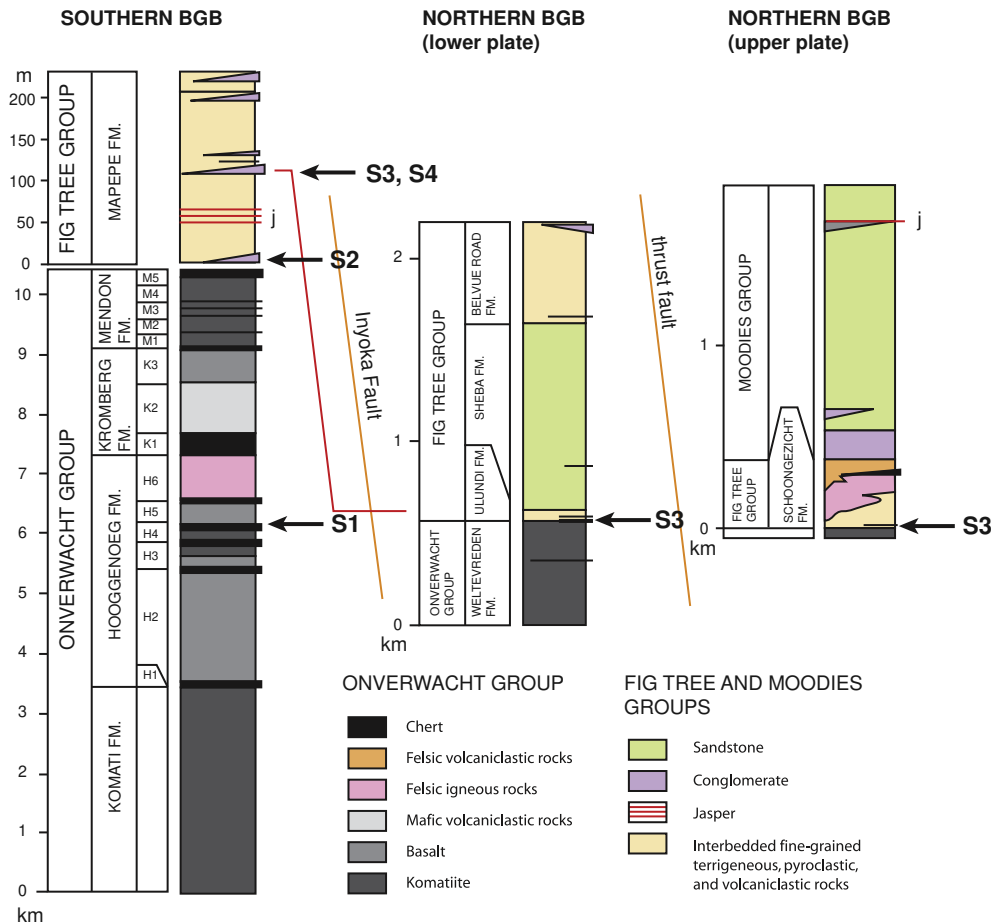 SOUTHERN BGB
NORTHERN BGB
(lower plate)
NORTHERN BGB
(upper plate)
m
200
150
100
50
0
FIG TREE GROUP
MAPEPE FM.
S3, S4
j
S2
10
9
8
7
6
5
4
3
2
1
0
km
ONVERWACHT GROUP
MENDON
FM.
KROMBERG
FM.
HOOGGENOEG FM.
KOMATI FM.
M5
M4
M3
M2
M1
K3
K2
K1
H6
H5
H4
H3
H2
H1
S1
Inyoka Fault
2
1
0
km
FIG TREE GROUP
ONVERWACHT
GROUP
BELVUE ROAD
FM.
SHEBA FM.
ULUNDI FM.
WELTEVREDEN
FM.
S3
thrust fault
1
0
km
MOODIES GROUP
FIG TREE
GROUP
SCHOONGEZICHT
FM.
j
S3
ONVERWACHT GROUP
Chert
Felsic volcaniclastic rocks
Felsic igneous rocks
Mafic volcaniclastic rocks
Basalt
Komatiite
FIG TREE AND MOODIES
GROUPS
Sandstone
Conglomerate
Jasper
Interbedded fine-grained
terrigeneous, pyroclastic,
and volcaniclastic rocks